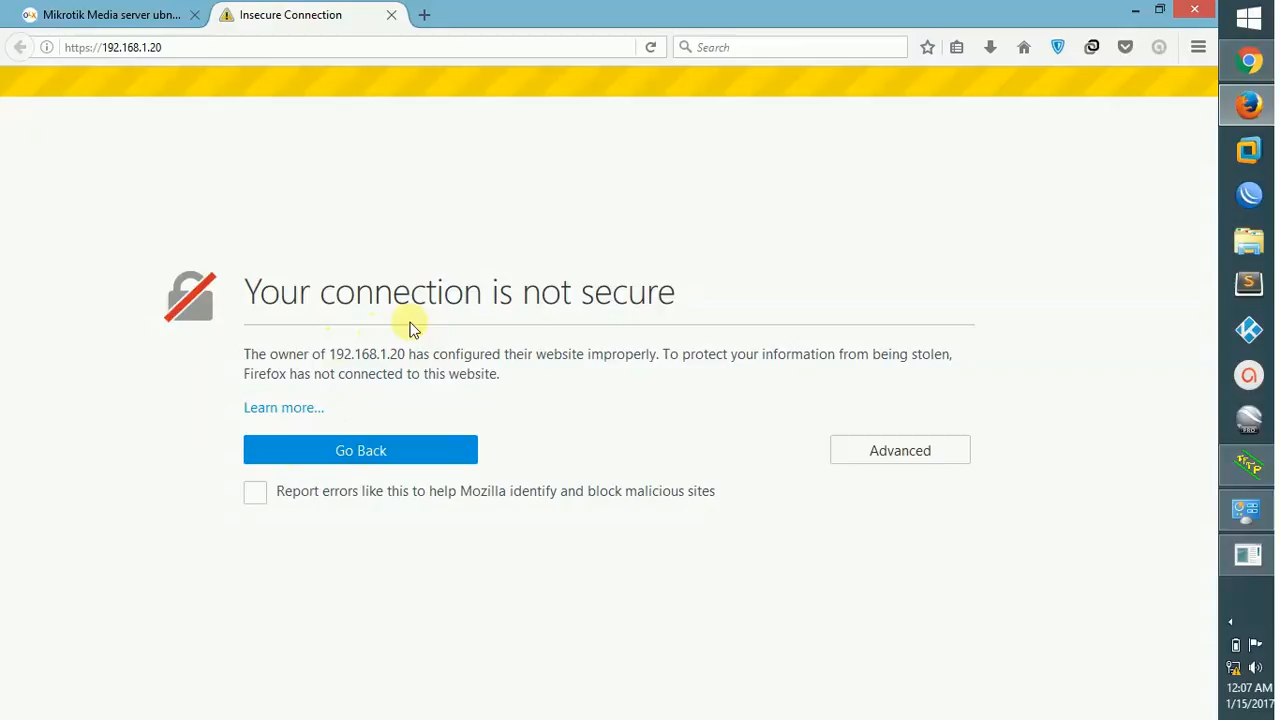 Mikrotik Media server ubn...
Insecure Connection
https://192.168.1.20
Search
Your connection is not secure
The owner of 192.168.1.20 has configured their website improperly. To protect your information from being stolen,
Firefox has not connected to this website.
Learn more...
Go Back
Advanced
Report errors like this to help Mozilla identify and block malicious sites
12:07 AM
1/15/2017